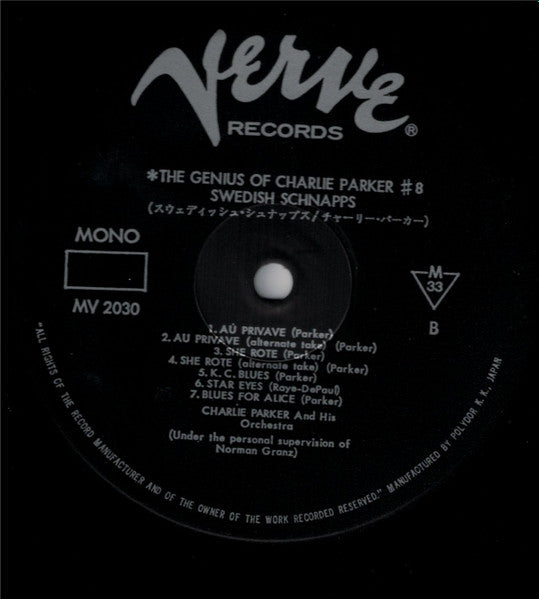 Verve
RECORDS ®
*THE GENIUS OF CHARLIE PARKER #8
SWEDISH SCHNAPPS
(スウェディッシュ・シュナップス/チャーリー・パーカー)
MONO
MV 2030
M
33
B
1. AÚ PRIVAVE (Parker)
2. AU PRIVAVE (alternate take) (Parker)
3. SHE ROTE (Parker)
4. SHE ROTE (alternate take) (Parker)
5. K.C. BLUES (Parker)
6. STAR EYES (Raye-DePaul)
7. BLUES FOR ALICE (Parker)
CHARLIE PARKER And His
Orchestra
(Under the personal supervision of
Norman Granz)
"ALL RIGHTS OF THE RECORD MANUFACTURER AND OF THE OWNER OF THE WORK RECORDED RESERVED." MANUFACTURED BY POLYDOR K. K., JAPAN